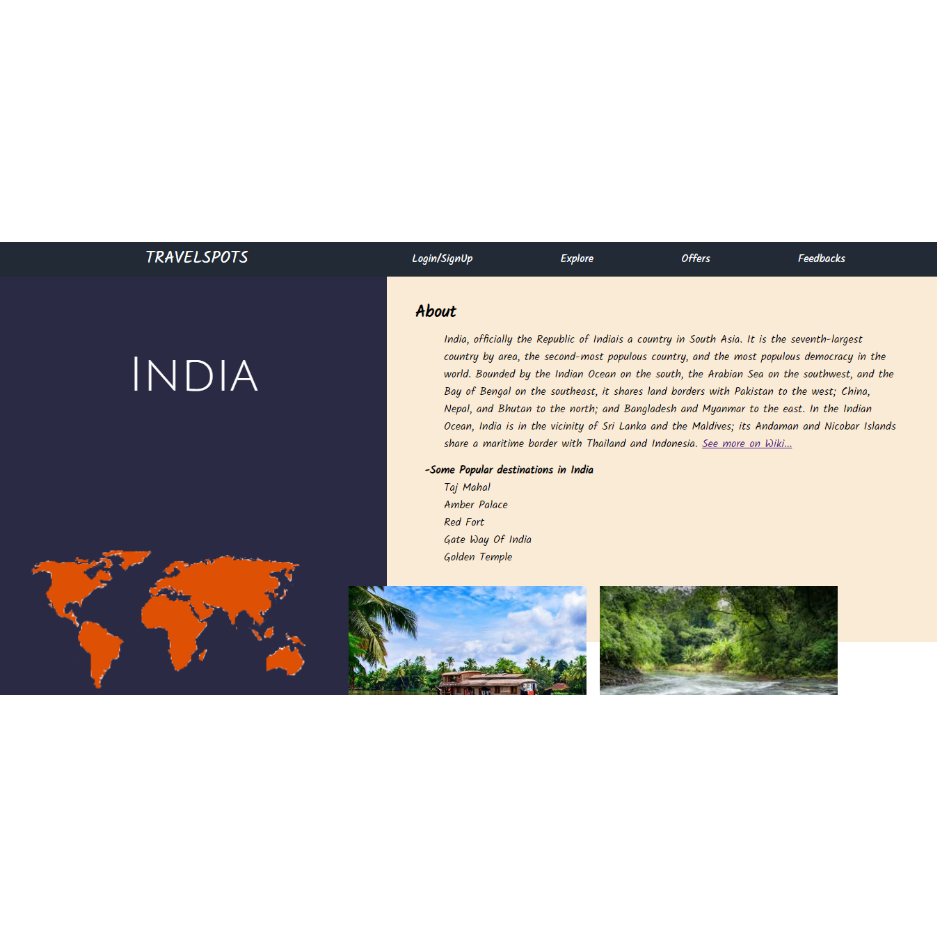 TRAVELSPOTS Login/SignUp Explore Offers Feedbacks
INDIA
About
India, officially the Republic of Indiais a country in South Asia. It is the seventh-largest
country by area, the second-most populous country, and the most populous democracy in the
world. Bounded by the Indian Ocean on the south, the Arabian Sea on the southwest, and the
Bay of Bengal on the southeast, it shares land borders with Pakistan to the west; China,
Nepal, and Bhutan to the north; and Bangladesh and Myanmar to the east. In the Indian
Ocean, India is in the vicinity of Sri Lanka and the Maldives; its Andaman and Nicobar Islands
share a maritime border with Thailand and Indonesia. See more on Wiki...
-Some Popular destinations in India
Taj Mahal
Amber Palace
Red Fort
Gate Way Of India
Golden Temple